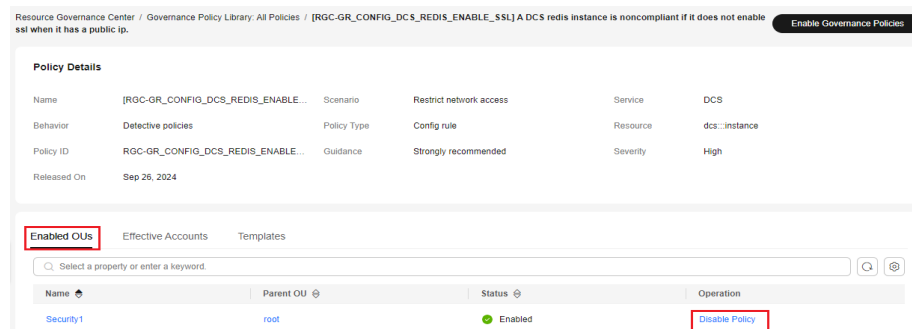 Resource Governance Center / Governance Policy Library: All Policies / [RGC-GR_CONFIG_DCS_REDIS_ENABLE_SSL] A DCS redis instance is noncompliant if it does not enable
ssl when it has a public ip.
Enable Governance Policies
Policy Details
Name [RGC-GR_CONFIG_DCS_REDIS_ENABLE... Scenario Restrict network access Service DCS
Behavior Detective policies Policy Type Config rule Resource dcs:::instance
Policy ID RGC-GR_CONFIG_DCS_REDIS_ENABLE... Guidance Strongly recommended Severity High
Released On Sep 26, 2024
Enabled OUs Effective Accounts Templates
Select a property or enter a keyword.
Name Parent OU Status Operation
Security1 root Enabled Disable Policy